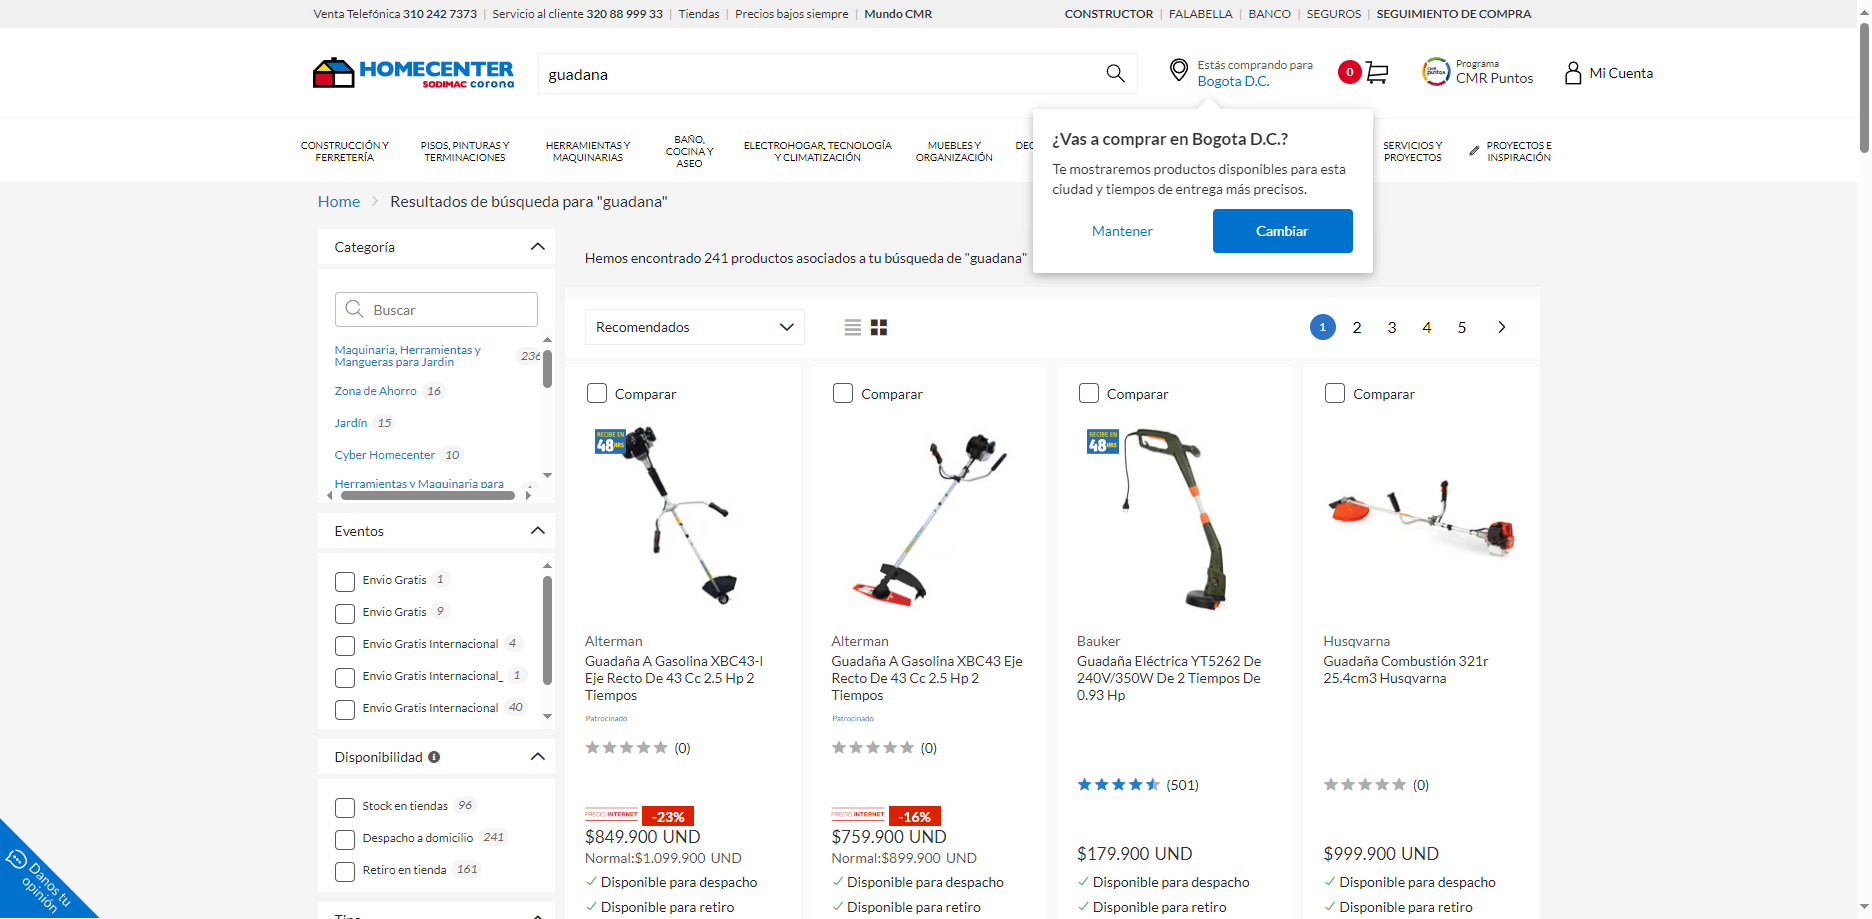 Venta Telefónica 310 242 7373 | Servicio al cliente 320 88 999 33 | Tiendas | Precios bajos siempre | Mundo CMR
CONSTRUCTOR | FALABELLA | BANCO | SEGUROS | SEGUIMIENTO DE COMPRA
HOMECENTER
SODIMAC corona
guadana
Estás comprando para
Bogota D.C.
0
CMR puntos
Programa
CMR Puntos
Mi Cuenta
CONSTRUCCIÓN Y
FERRETERÍA
PISOS, PINTURAS Y
TERMINACIONES
HERRAMIENTAS Y
MAQUINARIAS
BAÑO,
COCINA Y
ASEO
ELECTROHOGAR, TECNOLOGÍA
Y CLIMATIZACIÓN
MUEBLES Y
ORGANIZACIÓN
SERVICIOS Y
PROYECTOS
PROYECTOS E
INSPIRACIÓN
¿Vas a comprar en Bogota D.C.?
Te mostraremos productos disponibles para esta
ciudad y tiempos de entrega más precisos.
Mantener
Cambiar
Home
Resultados de búsqueda para "guadana"
Categoría
Buscar
Maquinaria, Herramientas y
Mangueras para Jardin 236
Zona de Ahorro 16
Jardín 15
Cyber Homecenter 10
Herramientas y Maquinaria para
Eventos
Envio Gratis 1
Envio Gratis 9
Envio Gratis Internacional 4
Envio Gratis Internacional_ 1
Envio Gratis Internacional 40
Disponibilidad
Stock en tiendas 96
Despacho a domicilio 241
Retiro en tienda 161
Tipo
Danos tu
opinión
Hemos encontrado 241 productos asociados a tu búsqueda de "guadana"
Recomendados
1 2 3 4 5
Comparar
RECIBE EN
48 HRS
Alterman
Guadaña A Gasolina XBC43-I
Eje Recto De 43 Cc 2.5 Hp 2
Tiempos
Patrocinado
(0)
PRECIO INTERNET -23%
$849.900 UND
Normal:$1.099.900 UND
Disponible para despacho
Disponible para retiro
Comparar
Alterman
Guadaña A Gasolina XBC43 Eje
Recto De 43 Cc 2.5 Hp 2
Tiempos
Patrocinado
(0)
PRECIO INTERNET -16%
$759.900 UND
Normal:$899.900 UND
Disponible para despacho
Disponible para retiro
Comparar
RECIBE EN
48 HRS
Bauker
Guadaña Eléctrica YT5262 De
240V/350W De 2 Tiempos De
0.93 Hp
(501)
$179.900 UND
Disponible para despacho
Disponible para retiro
Comparar
Husqvarna
Guadaña Combustión 321r
25.4cm3 Husqvarna
(0)
$999.900 UND
Disponible para despacho
Disponible para retiro